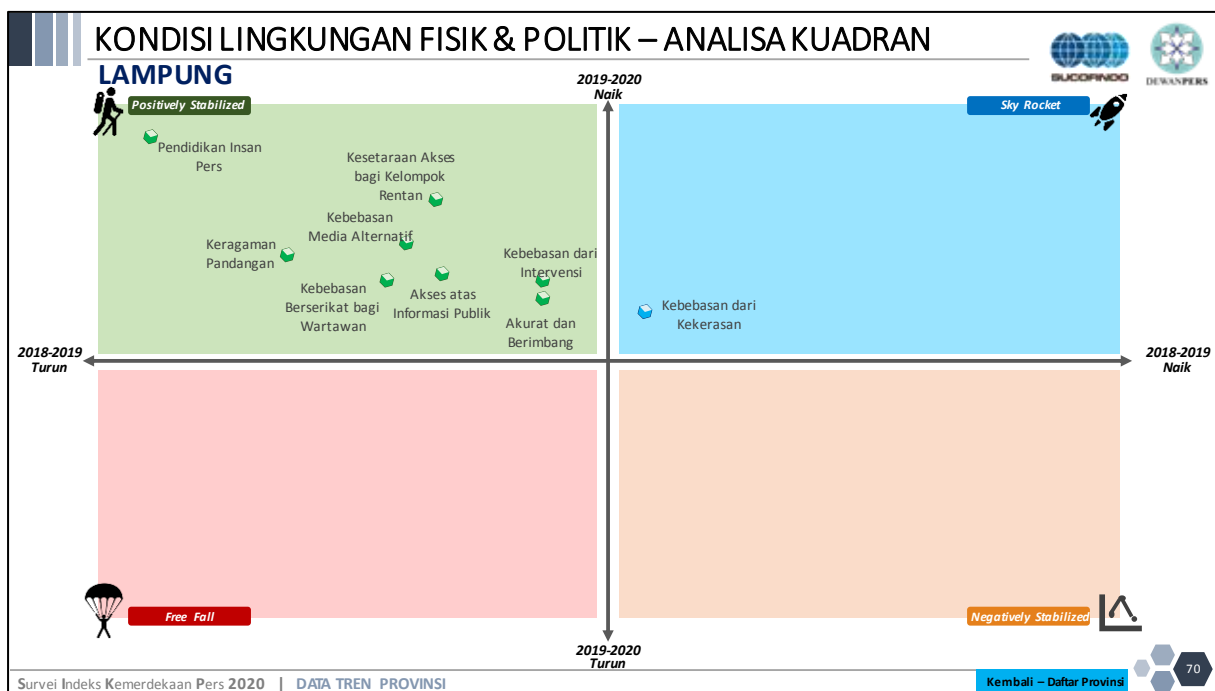 KONDISI LINGKUNGAN FISIK & POLITIK – ANALISA KUADRAN
LAMPUNG
SUCOFINDO
DEWAN PERS
2019-2020
Naik
Positively Stabilized
Sky Rocket
Pendidikan Insan
Pers
Kesetaraan Akses
bagi Kelompok
Rentan
Kebebasan
Media Alternatif
Keragaman
Pandangan
Kebebasan dari
Intervensi
Kebebasan
Berserikat bagi
Wartawan
Akses atas
Informasi Publik
Akurat dan
Berimbang
Kebebasan dari
Kekerasan
2018-2019
Turun
2018-2019
Naik
Free Fall
Negatively Stabilized
2019-2020
Turun
Survei Indeks Kemerdekaan Pers 2020 | DATA TREN PROVINSI
Kembali – Daftar Provinsi
70